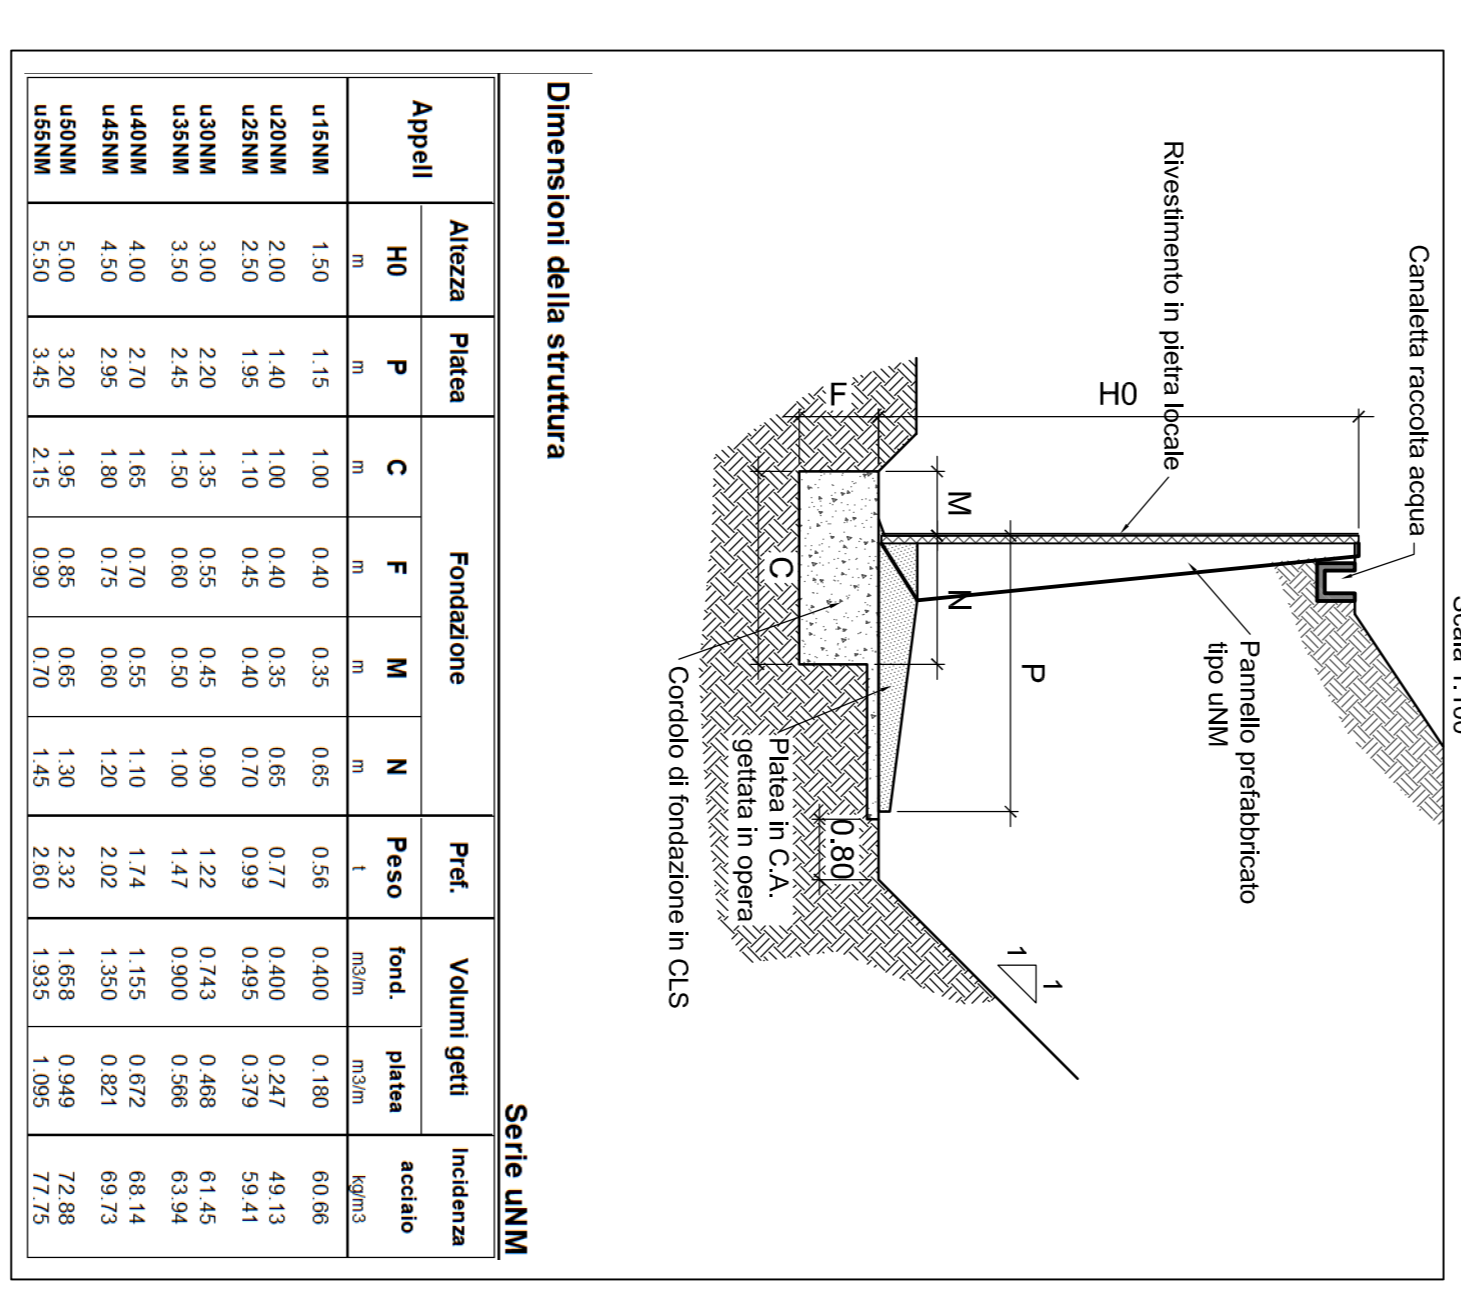 Scala 1:100
Canaletta raccolta acqua
Rivestimento in pietra locale
Pannello prefabbricato
tipo uNM
H0
F
M
N
P
C
0.80
1
1
Platea in C.A.
gettata in opera
Cordolo di fondazione in CLS
Dimensioni della struttura
Serie uNM
Appell Altezza Platea Fondazione Pref. Volumi getti Incidenza
H0 P C F M N Peso fond. platea acciaio
m m m m m m t m3/m m3/m kg/m3
u15NM 1.50 1.15 1.00 0.40 0.35 0.65 0.56 0.400 0.180 60.66
u20NM 2.00 1.40 1.00 0.40 0.35 0.65 0.77 0.400 0.247 49.13
u25NM 2.50 1.95 1.10 0.45 0.40 0.70 0.99 0.495 0.379 59.41
u30NM 3.00 2.20 1.35 0.55 0.45 0.90 1.22 0.743 0.468 61.45
u35NM 3.50 2.45 1.50 0.60 0.50 1.00 1.47 0.900 0.566 63.94
u40NM 4.00 2.70 1.65 0.70 0.55 1.10 1.74 1.155 0.672 68.14
u45NM 4.50 2.95 1.80 0.75 0.60 1.20 2.02 1.350 0.821 69.73
u50NM 5.00 3.20 1.95 0.85 0.65 1.30 2.32 1.658 0.949 72.88
u55NM 5.50 3.45 2.15 0.90 0.70 1.45 2.60 1.935 1.095 77.75